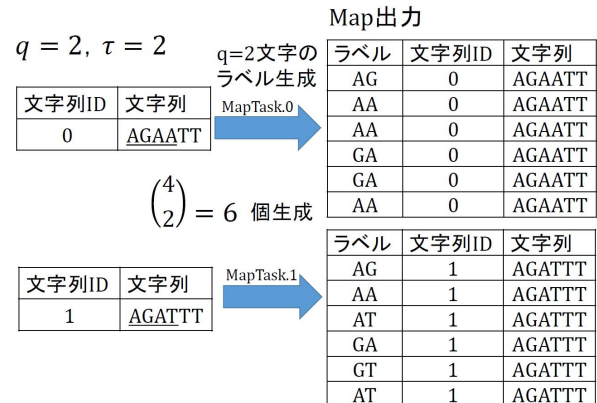 Map出力
q = 2, τ = 2
q=2文字の
ラベル生成
MapTask.0
文字列ID 文字列
0 AGAATT
ラベル 文字列ID 文字列
AG 0 AGAATT
AA 0 AGAATT
AA 0 AGAATT
GA 0 AGAATT
GA 0 AGAATT
AA 0 AGAATT
(4
2) = 6 個生成
MapTask.1
文字列ID 文字列
1 AGATTT
ラベル 文字列ID 文字列
AG 1 AGATTT
AA 1 AGATTT
AT 1 AGATTT
GA 1 AGATTT
GT 1 AGATTT
AT 1 AGATTT